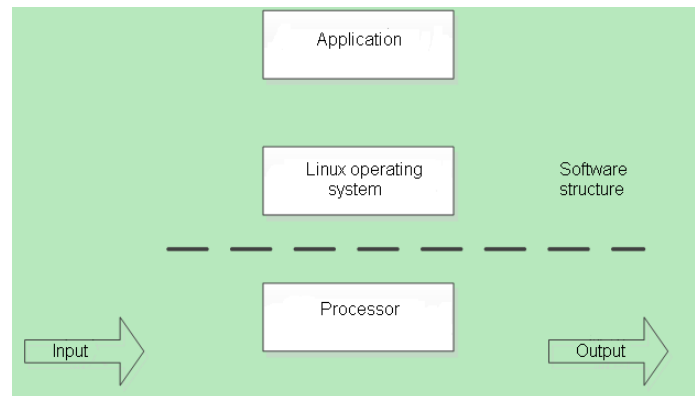 Application
Linux operating
system
Software
structure
Processor
Input
Output